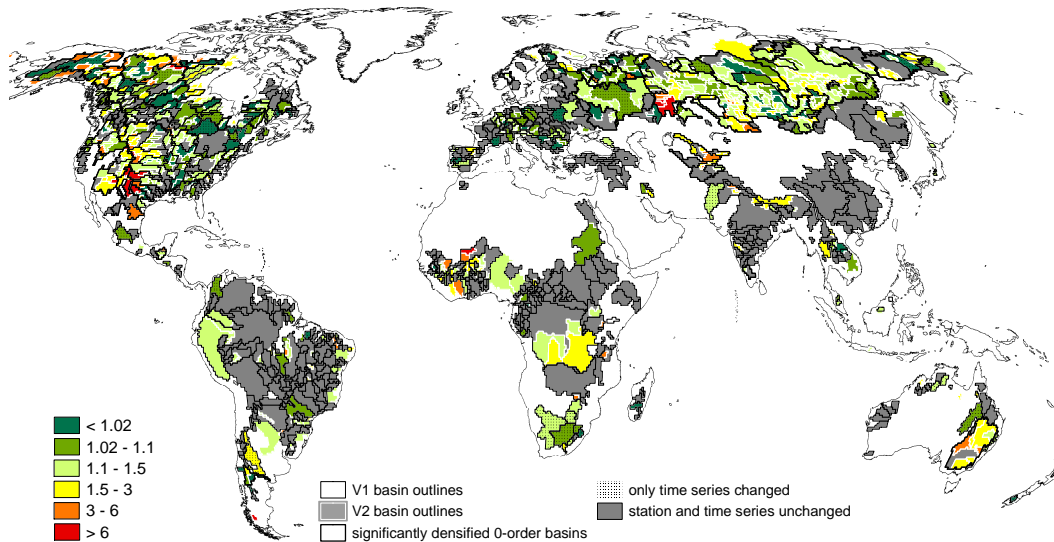 < 1.02
1.02 - 1.1
1.1 - 1.5
1.5 - 3
3 - 6
> 6
V1 basin outlines
V2 basin outlines
significantly densified 0-order basins
only time series changed
station and time series unchanged